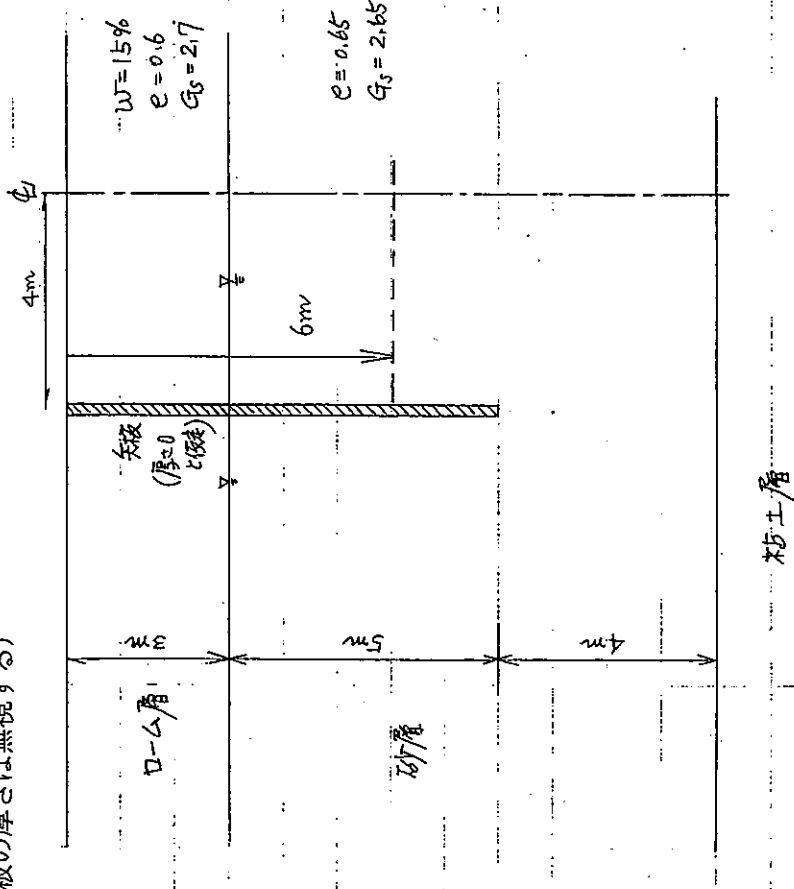 板の厚さは無視する)
4m
℄
W=15%
e=0.6
Gs=2.7
3m
ローム層
矢板
(厚さ0
と仮定)
6m
e=0.65
Gs=2.65
5m
砂層
4m
粘土層